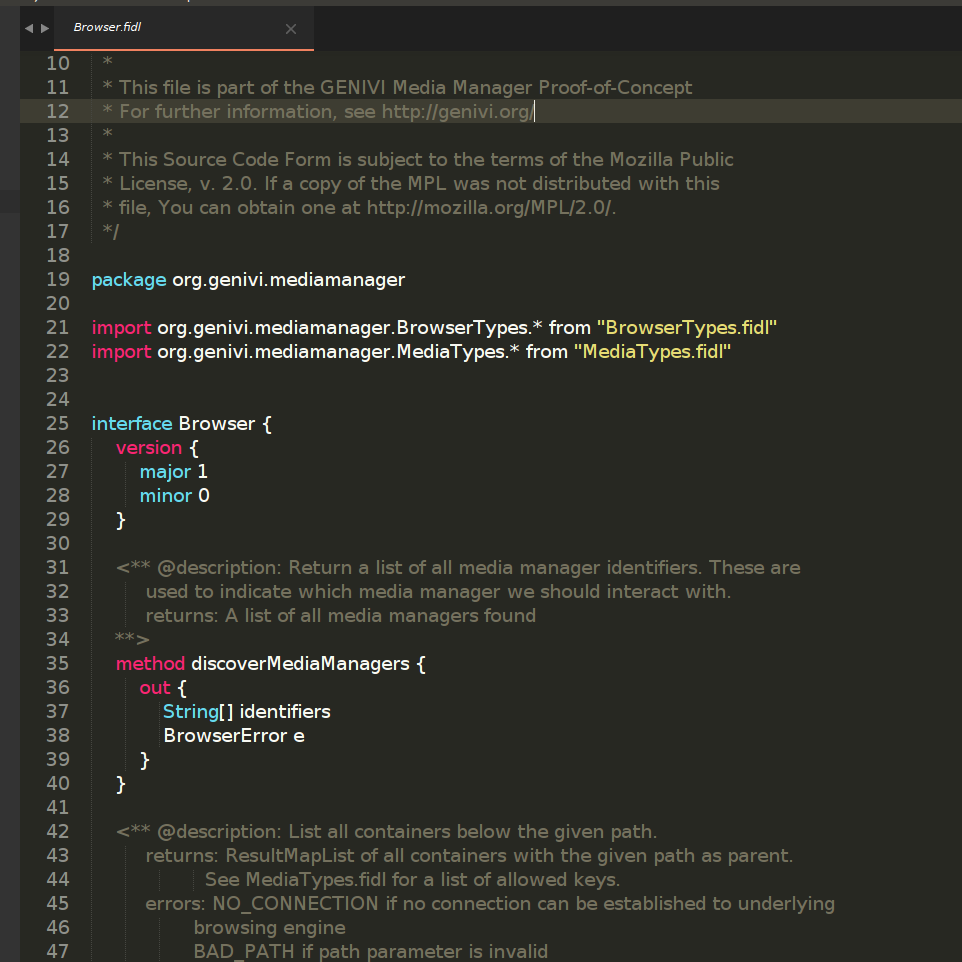 Browser.fidl
10 *
11 * This file is part of the GENIVI Media Manager Proof-of-Concept
12 * For further information, see http://genivi.org/
13 *
14 * This Source Code Form is subject to the terms of the Mozilla Public
15 * License, v. 2.0. If a copy of the MPL was not distributed with this
16 * file, You can obtain one at http://mozilla.org/MPL/2.0/.
17 */
18
19 package org.genivi.mediamanager
20
21 import org.genivi.mediamanager.BrowserTypes.* from "BrowserTypes.fidl"
22 import org.genivi.mediamanager.MediaTypes.* from "MediaTypes.fidl"
23
24
25 interface Browser {
26 version {
27 major 1
28 minor 0
29 }
30
31 <** @description: Return a list of all media manager identifiers. These are
32 used to indicate which media manager we should interact with.
33 returns: A list of all media managers found
34 **>
35 method discoverMediaManagers {
36 out {
37 String[] identifiers
38 BrowserError e
39 }
40 }
41
42 <** @description: List all containers below the given path.
43 returns: ResultMapList of all containers with the given path as parent.
44 See MediaTypes.fidl for a list of allowed keys.
45 errors: NO_CONNECTION if no connection can be established to underlying
46 browsing engine
47 BAD_PATH if path parameter is invalid